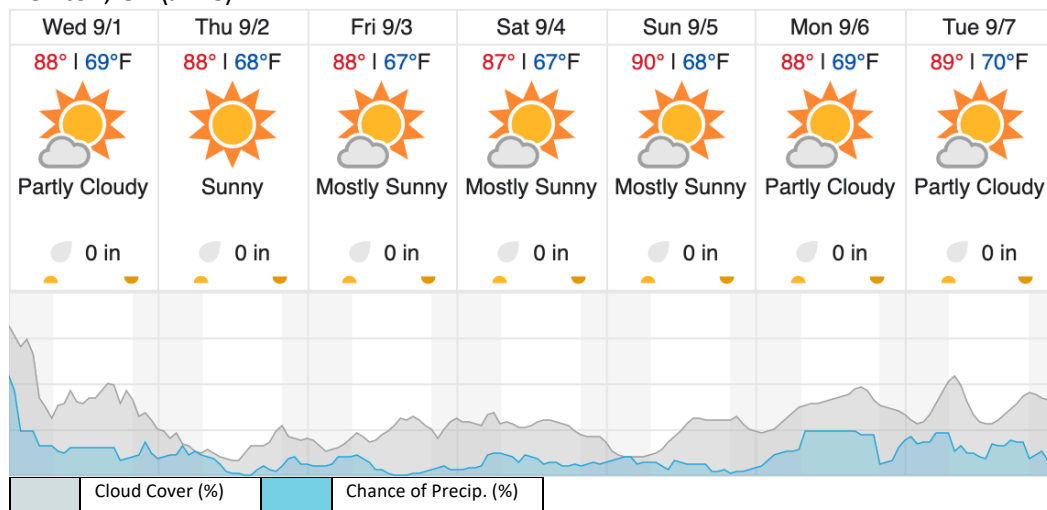 Wed 9/1 Thu 9/2 Fri 9/3 Sat 9/4 Sun 9/5 Mon 9/6 Tue 9/7
88° | 69°F 88° | 68°F 88° | 67°F 87° | 67°F 90° | 68°F 88° | 69°F 89° | 70°F
Partly Cloudy Sunny Mostly Sunny Mostly Sunny Mostly Sunny Partly Cloudy Partly Cloudy
0 in 0 in 0 in 0 in 0 in 0 in 0 in
Cloud Cover (%) Chance of Precip. (%)